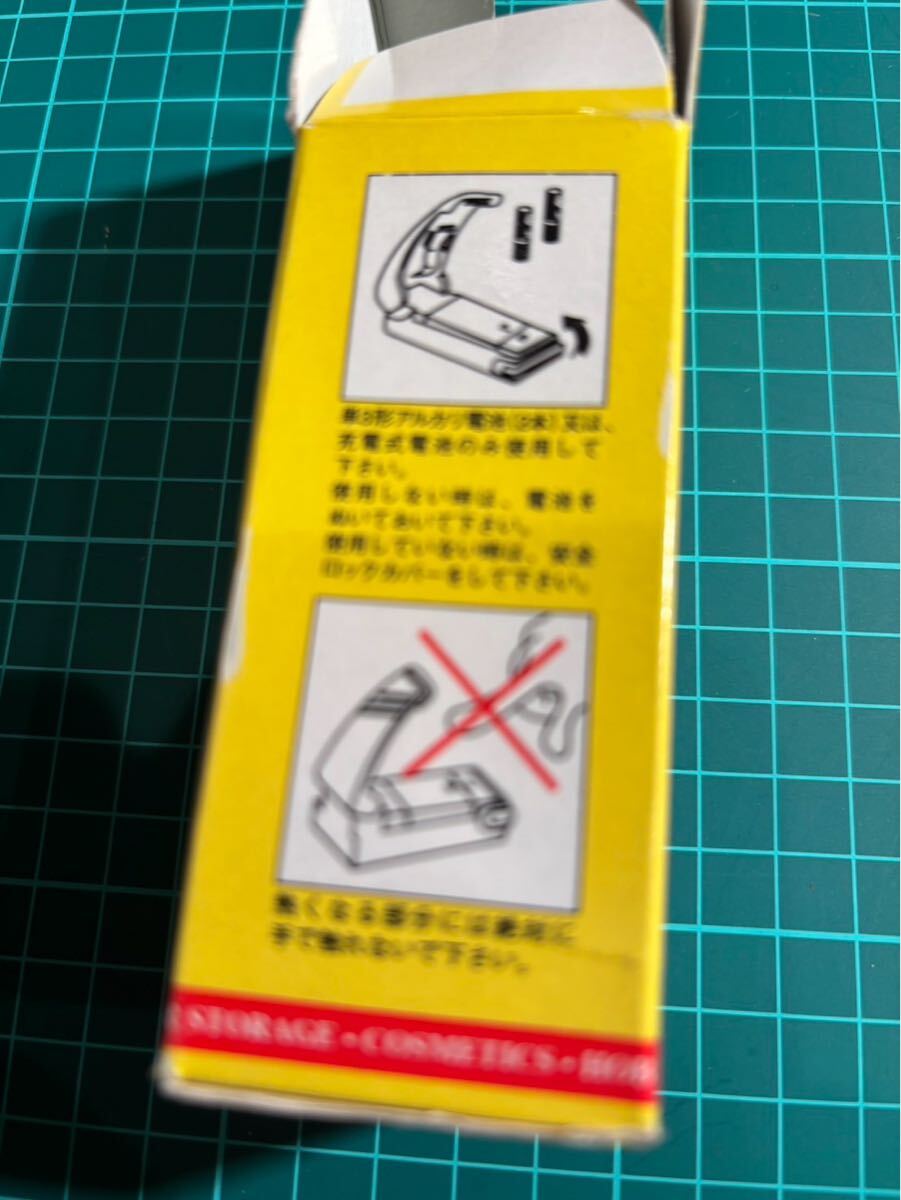 単3形アルカリ電池(2本)又は、
充電式電池のみ使用して
下さい。
使用しない時は、電池を
ぬいておいて下さい。
使用していない時は、安全
ロックカバーをして下さい。
熱くなる部分には絶対に
手で触れないで下さい。
STORAGE • COSMETICS •